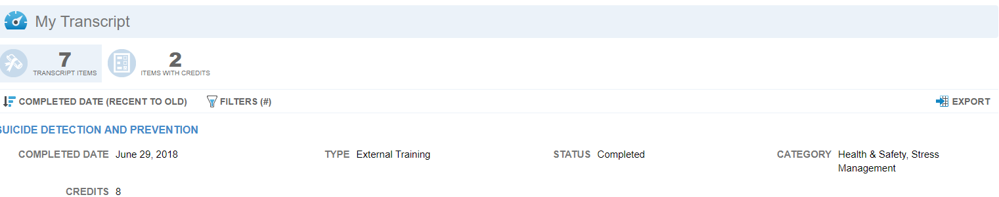 My Transcript
7
TRANSCRIPT ITEMS
2
ITEMS WITH CREDITS
COMPLETED DATE (RECENT TO OLD) FILTERS (#) EXPORT
SUICIDE DETECTION AND PREVENTION
COMPLETED DATE June 29, 2018 TYPE External Training STATUS Completed CATEGORY Health & Safety, Stress
Management
CREDITS 8